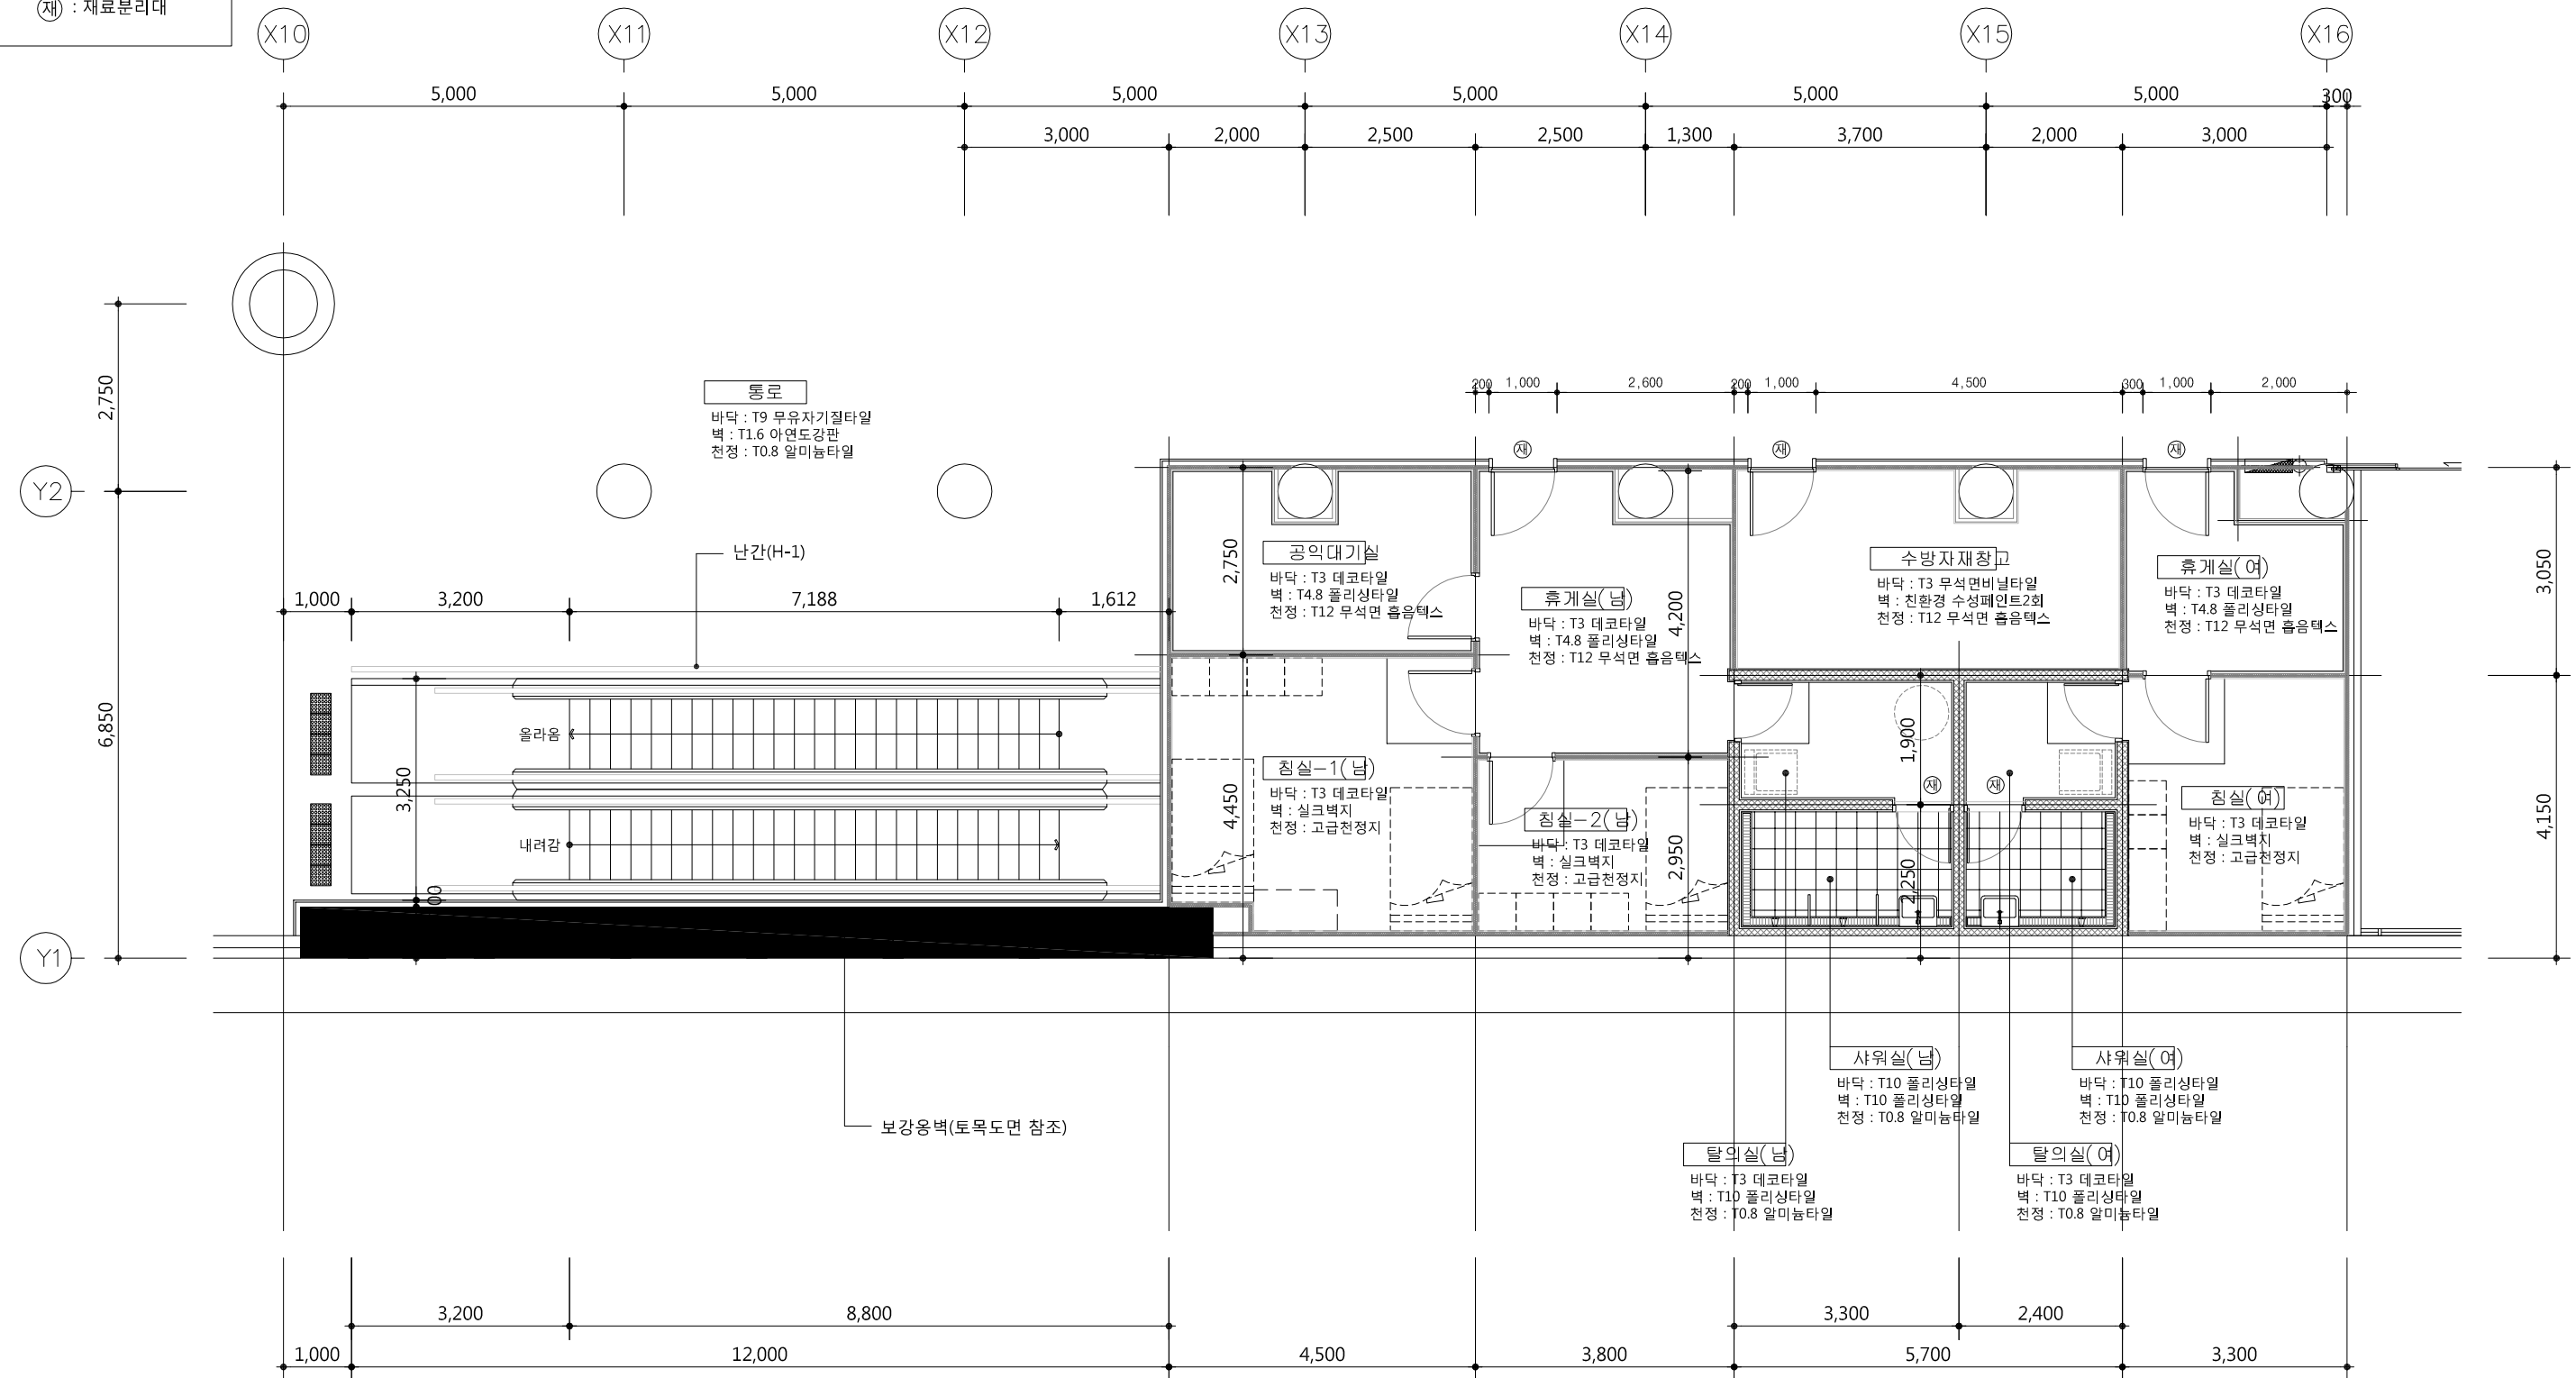 재 : 재료분리대
X10 X11 X12 X13 X14 X15 X16
5,000 5,000 5,000 5,000 5,000 5,000 300
3,000 2,000 2,500 2,500 1,300 3,700 2,000 3,000
200 1,000 2,600 200 1,000 4,500 300 1,000 2,000
2,750
통로
바닥 : T9 무유자기질타일
벽 : T1.6 아연도강판
천정 : T0.8 알미늄타일
재 재 재
Y2
난간(H-1)
1,000 3,200 7,188 1,612
2,750
공익대기실
바닥 : T3 데코타일
벽 : T4.8 폴리싱타일
천정 : T12 무석면 흡음텍스
휴게실(남)
바닥 : T3 데코타일
벽 : T4.8 폴리싱타일
천정 : T12 무석면 흡음텍스
4,200
수방자재창고
바닥 : T3 무석면비닐타일
벽 : 친환경 수성페인트2회
천정 : T12 무석면 흡음텍스
휴게실(여)
바닥 : T3 데코타일
벽 : T4.8 폴리싱타일
천정 : T12 무석면 흡음텍스
3,050
6,850
올라옴
3,250
내려감
00
4,450
침실-1(남)
바닥 : T3 데코타일
벽 : 실크벽지
천정 : 고급천정지
침실-2(남)
바닥 : T3 데코타일
벽 : 실크벽지
천정 : 고급천정지
2,950
1,900
재 재
2,250
침실(여)
바닥 : T3 데코타일
벽 : 실크벽지
천정 : 고급천정지
4,150
Y1
보강옹벽(토목도면 참조)
샤워실(남)
바닥 : T10 폴리싱타일
벽 : T10 폴리싱타일
천정 : T0.8 알미늄타일
샤워실(여)
바닥 : T10 폴리싱타일
벽 : T10 폴리싱타일
천정 : T0.8 알미늄타일
탈의실(남)
바닥 : T3 데코타일
벽 : T10 폴리싱타일
천정 : T0.8 알미늄타일
탈의실(여)
바닥 : T3 데코타일
벽 : T10 폴리싱타일
천정 : T0.8 알미늄타일
3,200 8,800 3,300 2,400
1,000 12,000 4,500 3,800 5,700 3,300